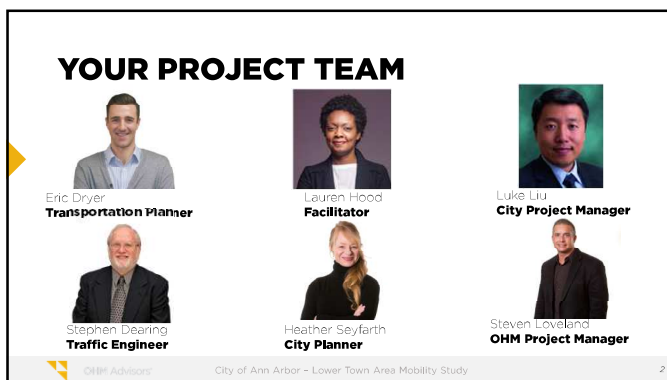 YOUR PROJECT TEAM
Eric Dryer
Transportation Planner
Lauren Hood
Facilitator
Luke Liu
City Project Manager
Stephen Dearing
Traffic Engineer
Heather Seyfarth
City Planner
Steven Loveland
OHM Project Manager
OHM Advisors®
City of Ann Arbor – Lower Town Area Mobility Study
2